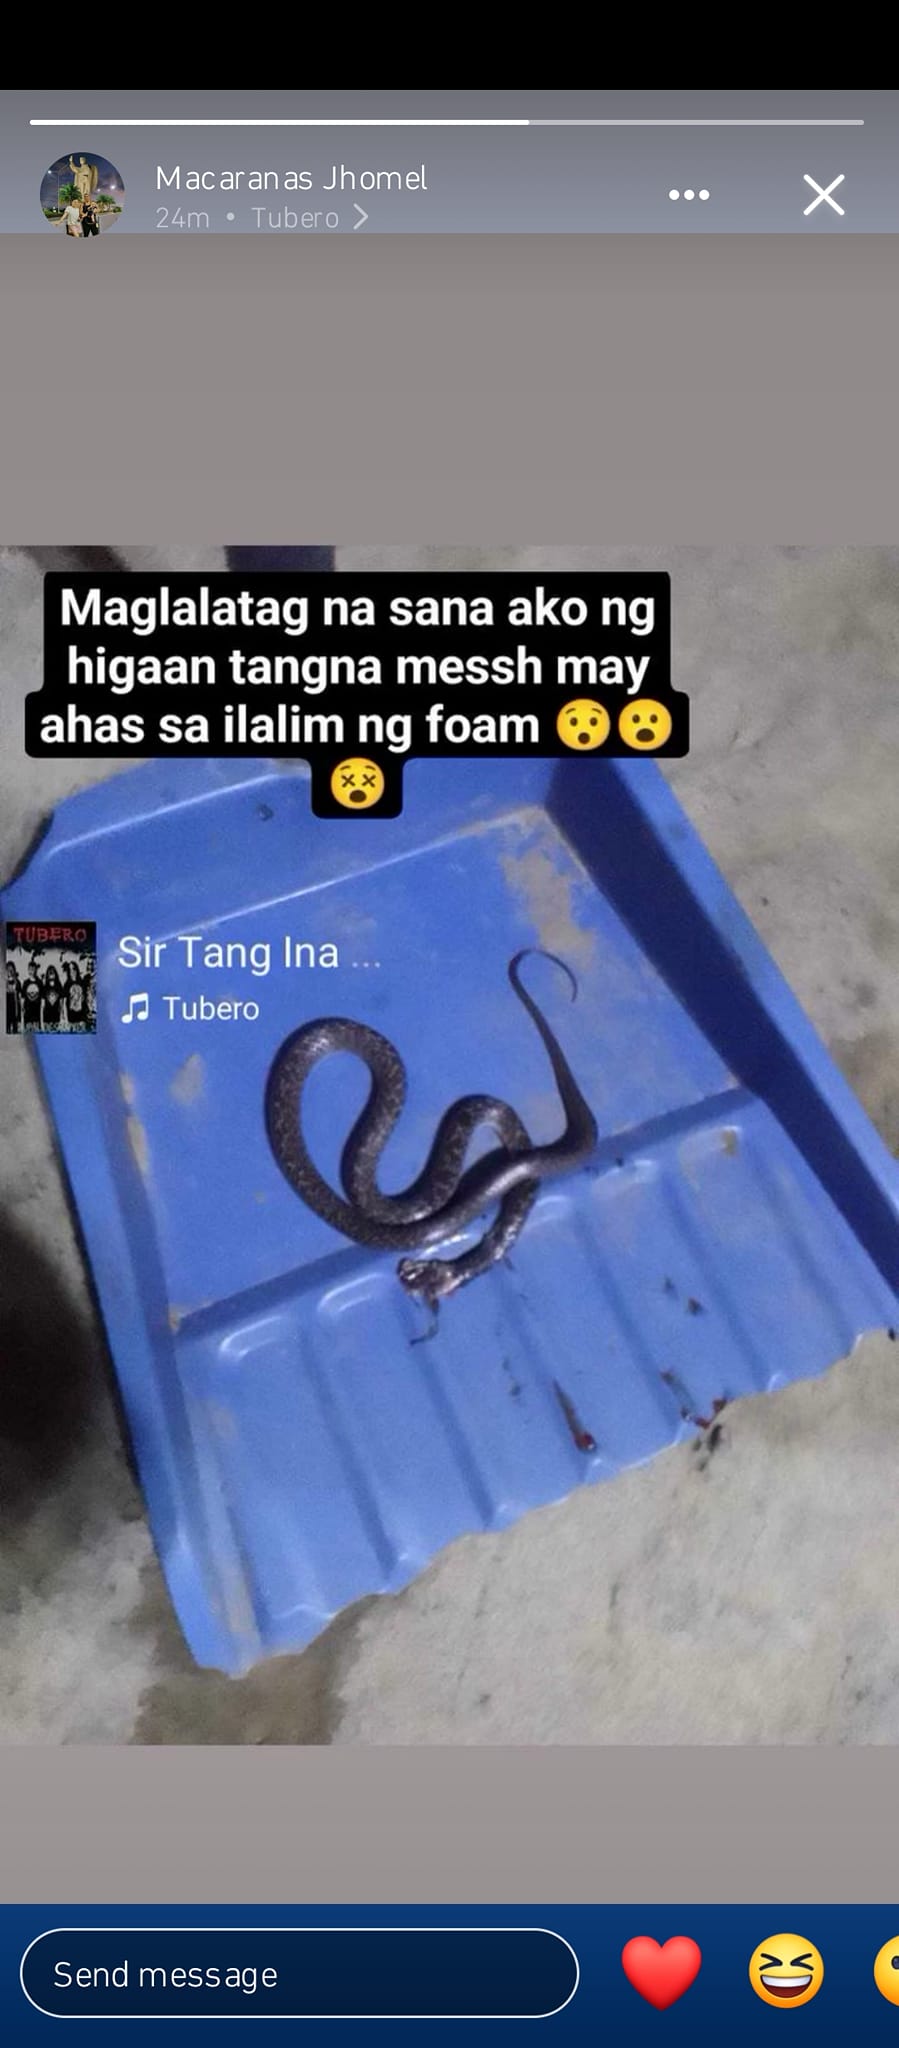 Macaranas Jhomel
24m • Tubero >
Maglalatag na sana ako ng
higaan tangna messh may
ahas sa ilalim ng foam 😯😮
😵
TUBERO
Sir Tang Ina ...
Tubero
Send message